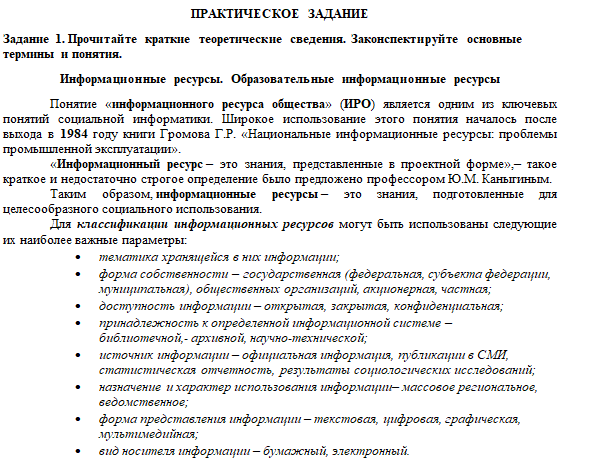 ПРАКТИЧЕСКОЕ ЗАДАНИЕ
Задание 1. Прочитайте краткие теоретические сведения. Законспектируйте основные
термины и понятия.
Информационные ресурсы. Образовательные информационные ресурсы
Понятие «информационного ресурса общества» (ИРО) является одним из ключевых
понятий социальной информатики. Широкое использование этого понятия началось после
выхода в 1984 году книги Громова Г.Р. «Национальные информационные ресурсы: проблемы
промышленной эксплуатации».
«Информационный ресурс – это знания, представленные в проектной форме»,– такое
краткое и недостаточно строгое определение было предложено профессором Ю.М. Каныгиным.
Таким образом, информационные ресурсы – это знания, подготовленные для
целесообразного социального использования.
Для классификации информационных ресурсов могут быть использованы следующие
их наиболее важные параметры:
• тематика хранящейся в них информации;
• форма собственности – государственная (федеральная, субъекта федерации,
муниципальная), общественных организаций, акционерная, частная;
• доступность информации – открытая, закрытая, конфиденциальная;
• принадлежность к определенной информационной системе –
библиотечной,- архивной, научно-технической;
• источник информации – официальная информация, публикации в СМИ,
статистическая отчетность, результаты социологических исследований;
• назначение и характер использования информации– массовое региональное,
ведомственное;
• форма представления информации – текстовая, цифровая, графическая,
мультимедийная;
• вид носителя информации – бумажный, электронный.